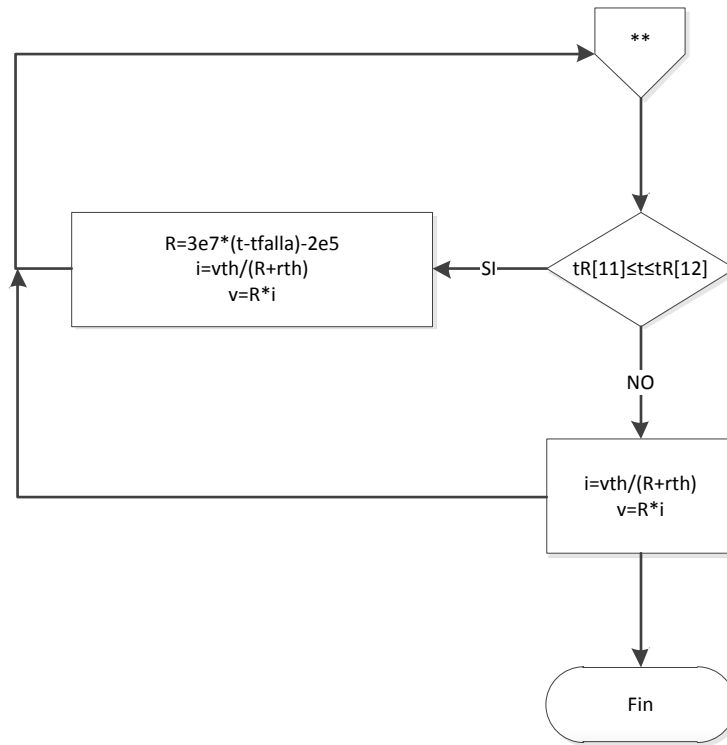 **
tR[11]≤t≤tR[12]
SI
R=3e7*(t-tfalla)-2e5
i=vth/(R+rth)
v=R*i
NO
i=vth/(R+rth)
v=R*i
Fin